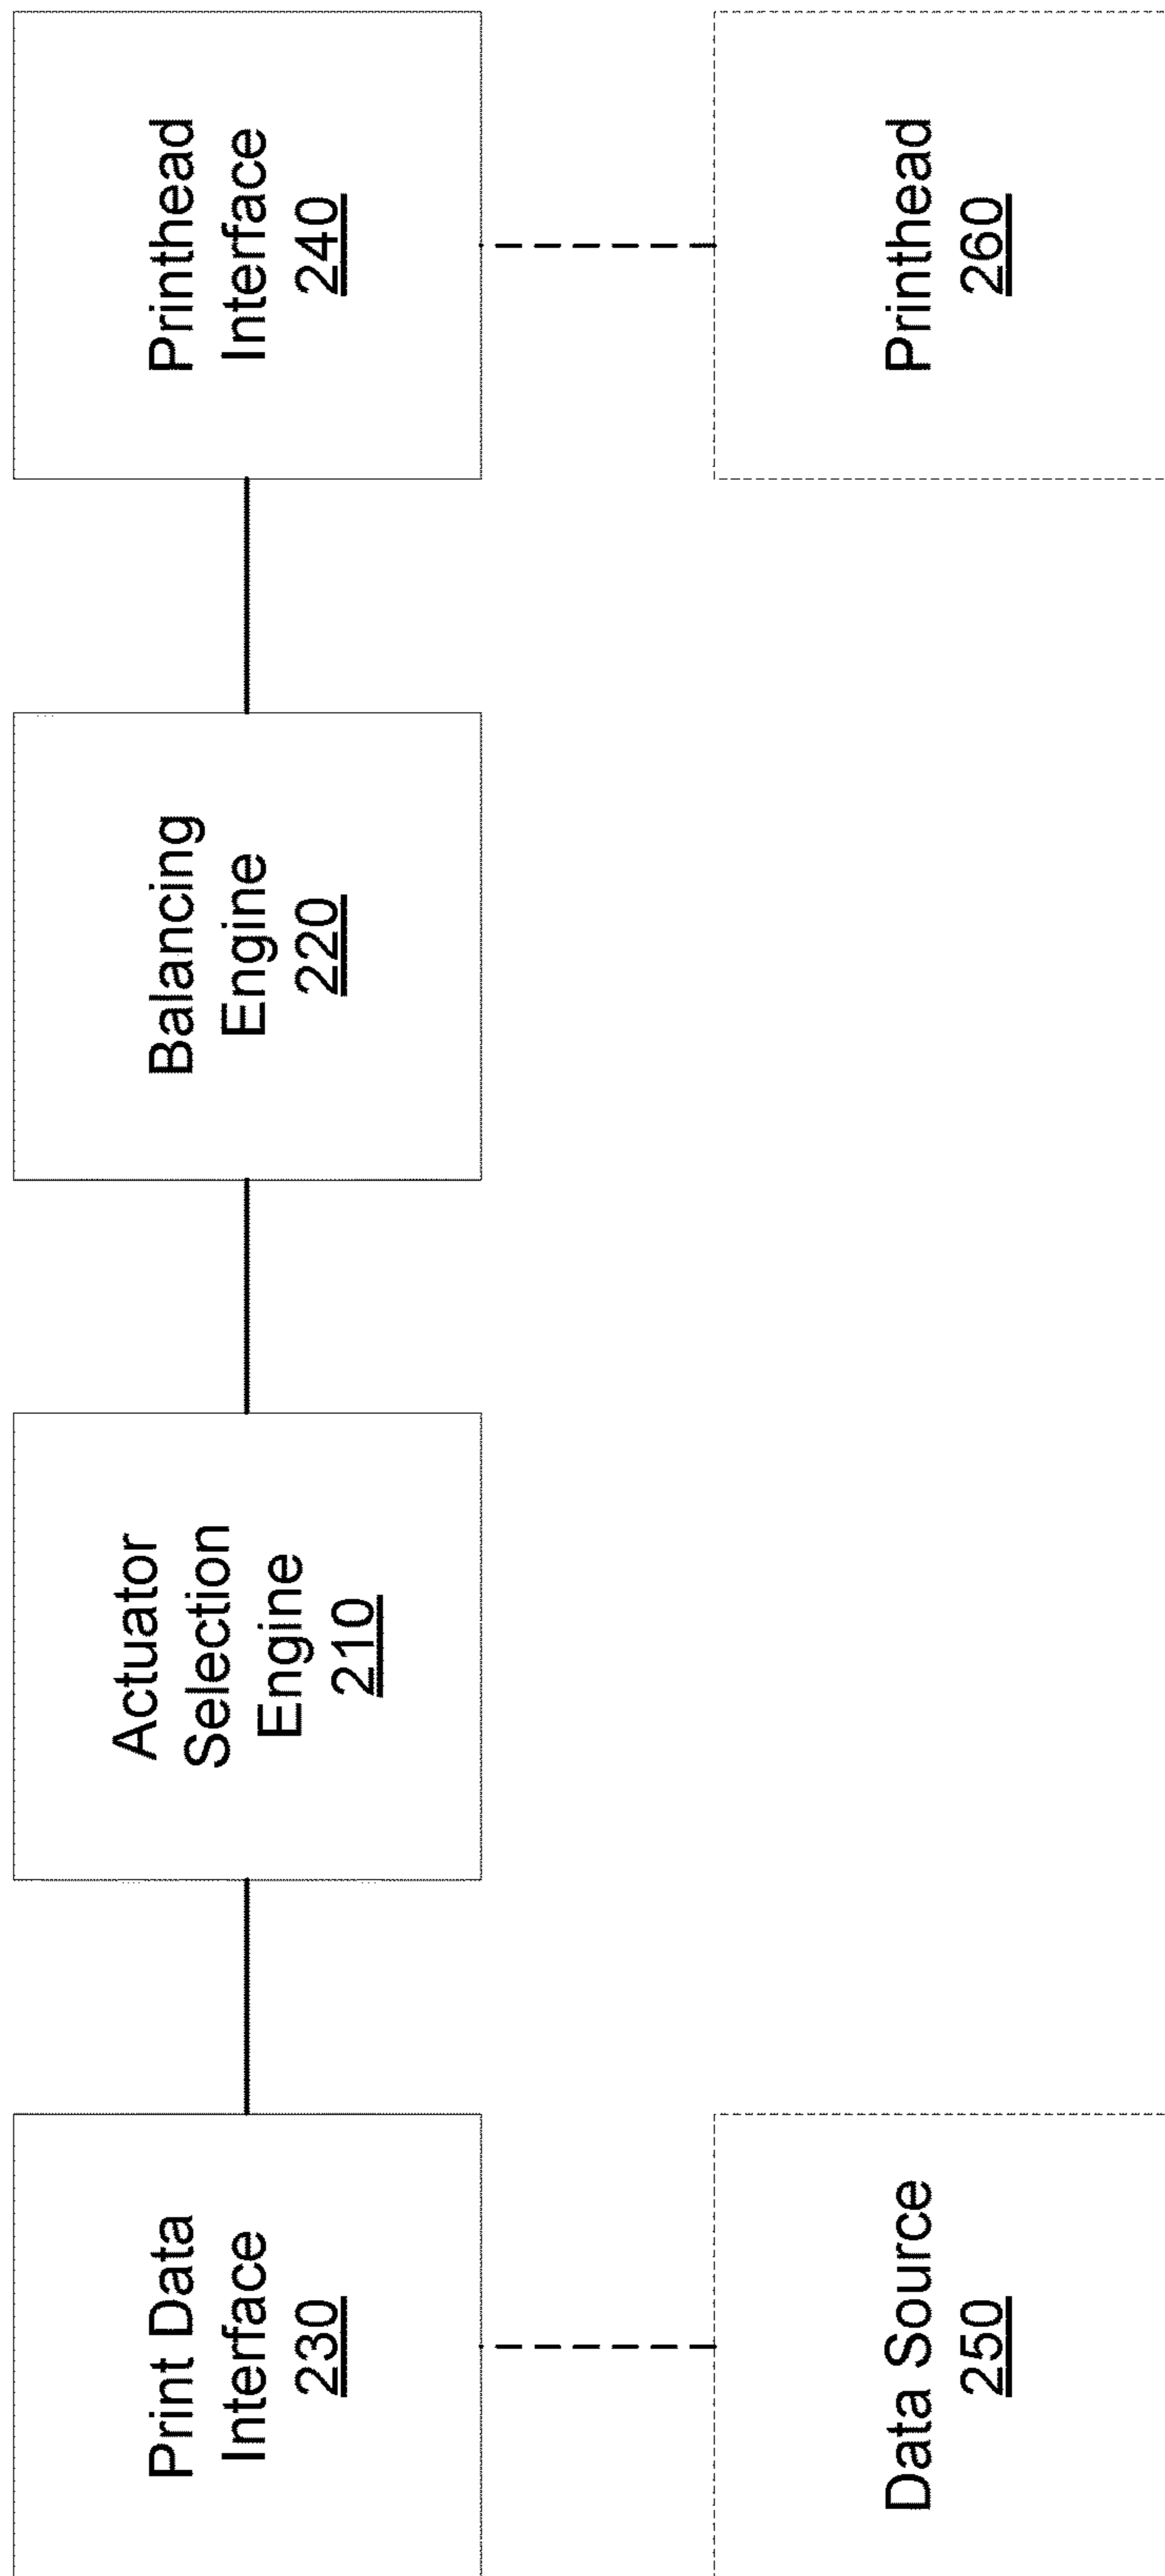 Print Data
Interface
230
Actuator
Selection
Engine
210
Balancing
Engine
220
Printhead
Interface
240
Data Source
250
Printhead
260